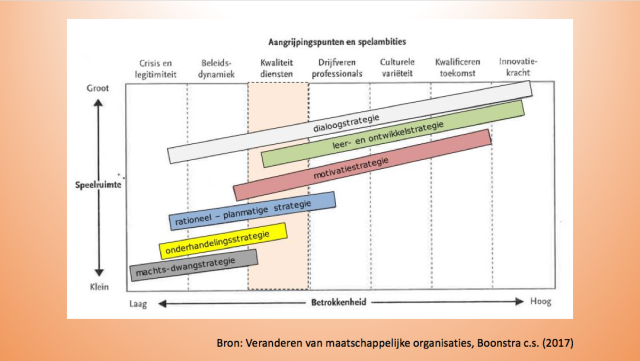 Aangrijpingspunten en spelambities
Crisis en
legitimiteit
Beleids-
dynamiek
Kwaliteit
diensten
Drijfveren
professionals
Culturele
variëteit
Kwalificeren
toekomst
Innovatie-
kracht
Groot
dialoogstrategie
leer- en ontwikkelstrategie
motivatiestrategie
Speelruimte
rationeel – planmatige strategie
onderhandelingsstrategie
machts-dwangstrategie
Klein
Laag
Betrokkenheid
Hoog
Bron: Veranderen van maatschappelijke organisaties, Boonstra c.s. (2017)